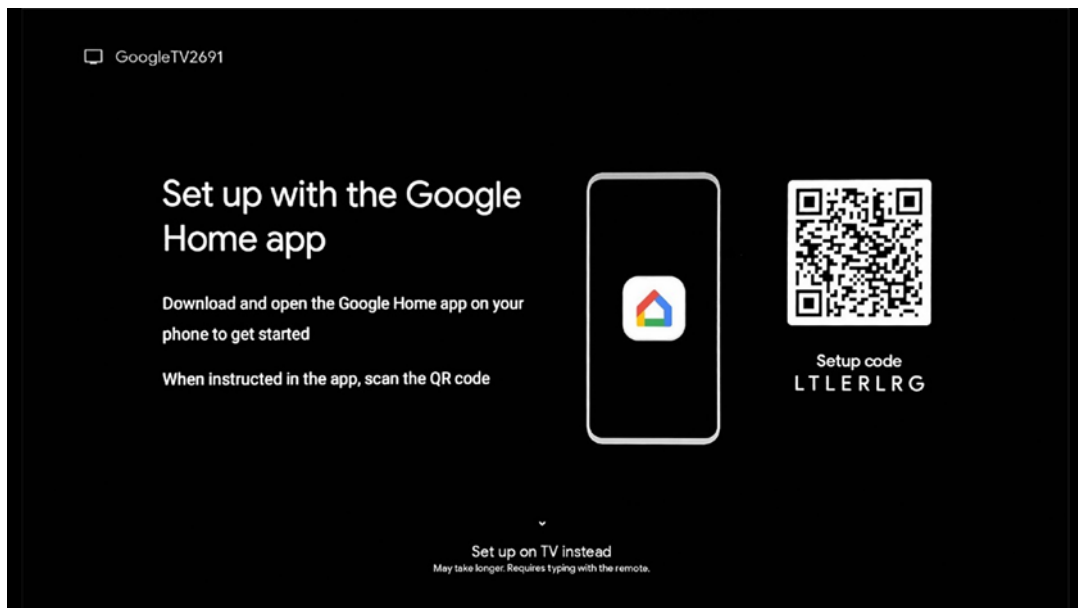 GoogleTV2691
Set up with the Google
Home app
Download and open the Google Home app on your
phone to get started
When instructed in the app, scan the QR code
Setup code
LTLERLRG
Set up on TV instead
May take longer. Requires typing with the remote.